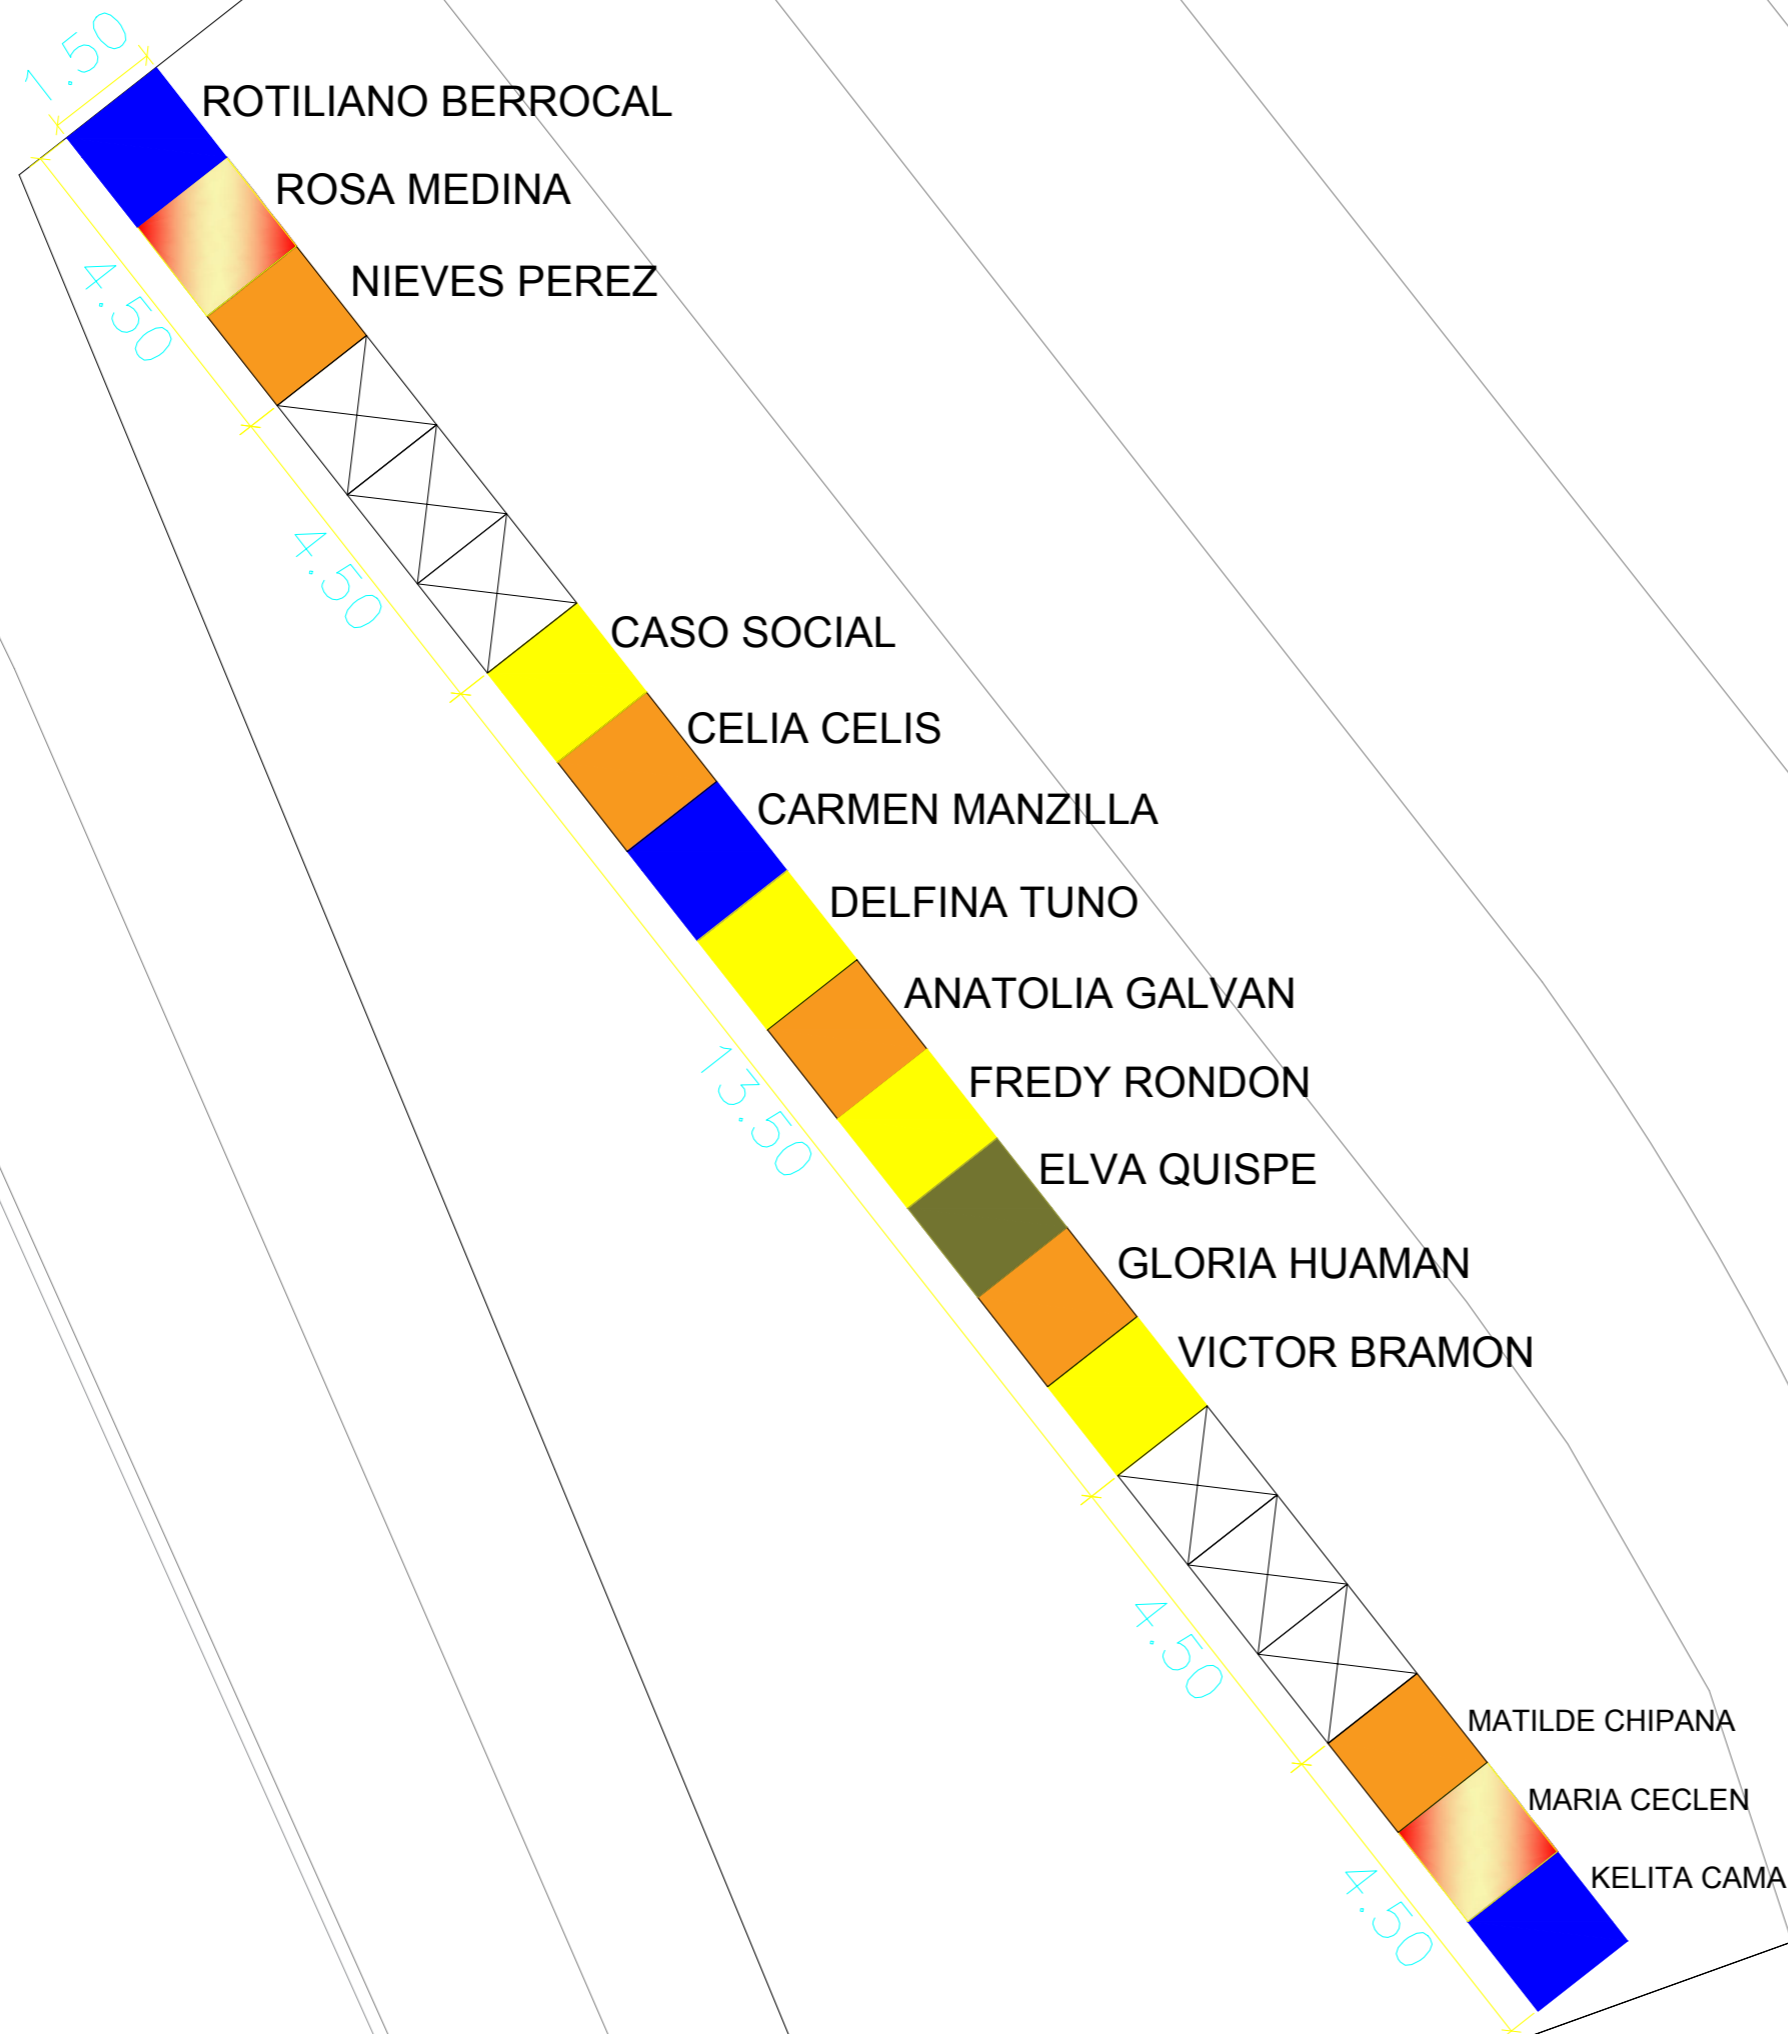 1.50
ROTILIANO BERROCAL
ROSA MEDINA
NIEVES PEREZ
4.50
4.50
CASO SOCIAL
CELIA CELIS
CARMEN MANZILLA
DELFINA TUNO
ANATOLIA GALVAN
FREDY RONDON
13.50
ELVA QUISPE
GLORIA HUAMAN
VICTOR BRAMON
4.50
MATILDE CHIPANA
MARIA CECLEN
KELITA CAMA
4.50